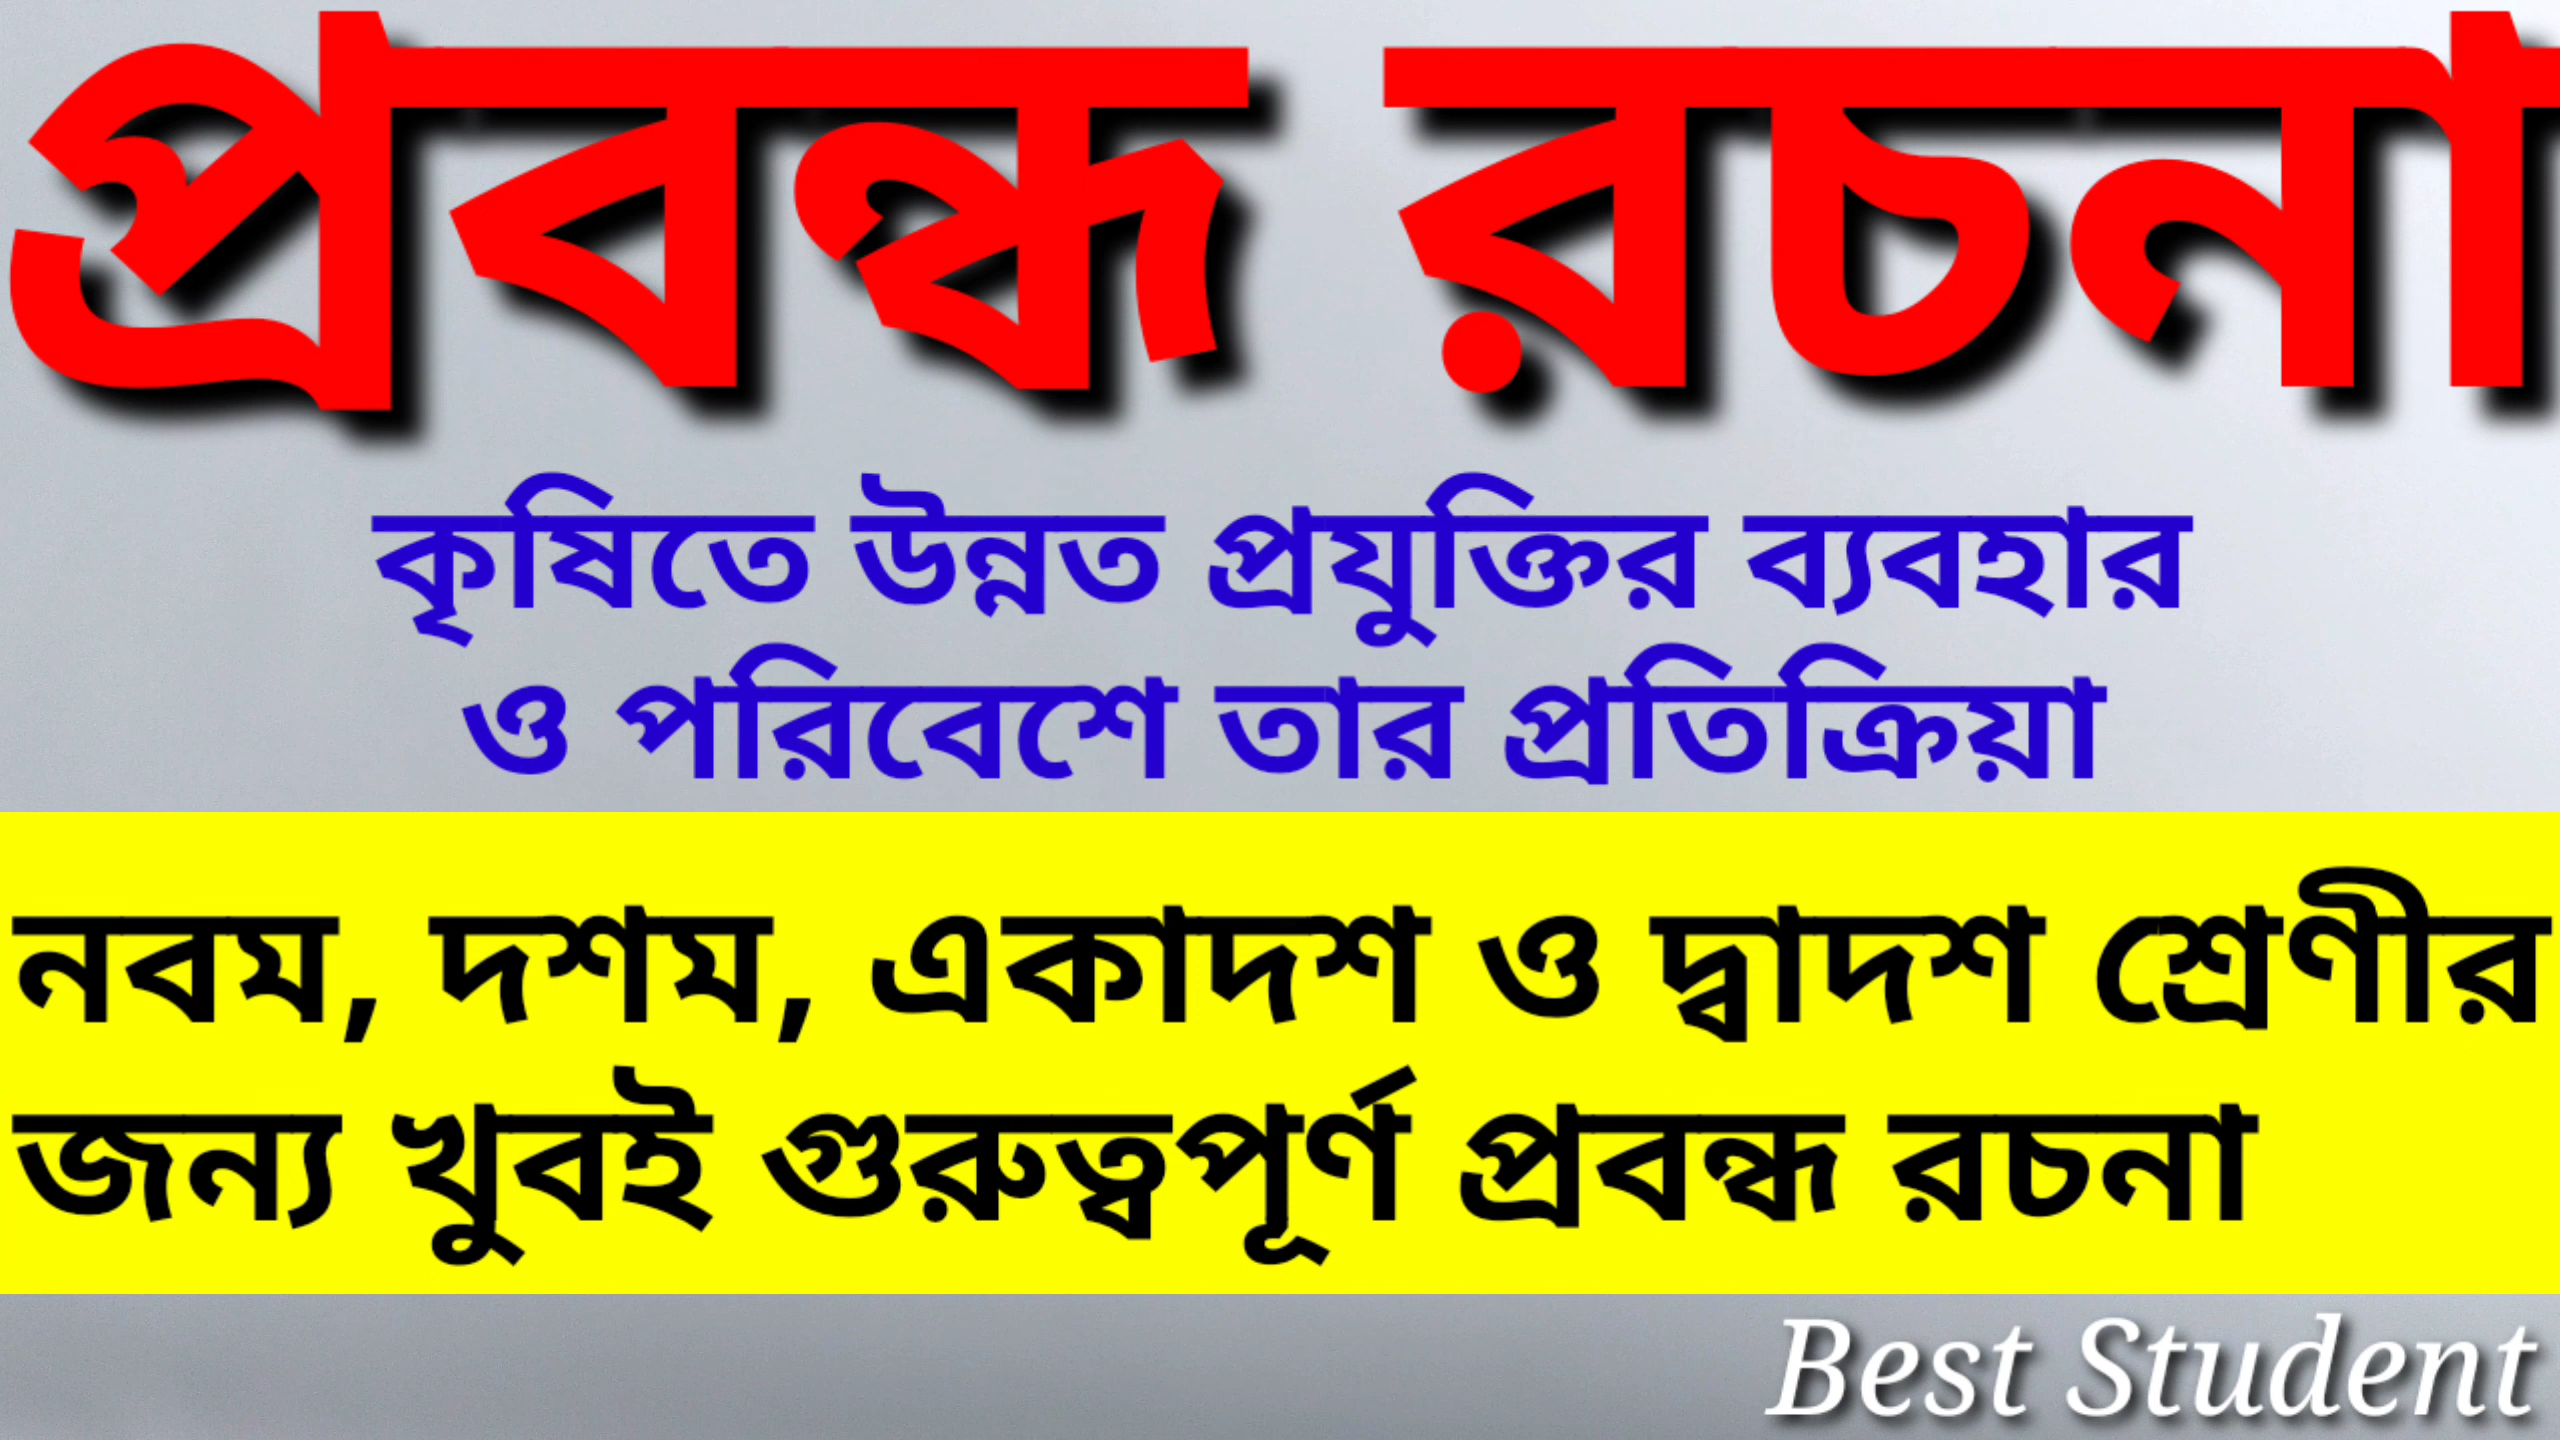 প্রবন্ধ রচনা
কৃষিতে উন্নত প্রযুক্তির ব্যবহার
ও পরিবেশে তার প্রতিক্রিয়া
নবম, দশম, একাদশ ও দ্বাদশ শ্রেণীর
জন্য খুবই গুরুত্বপূর্ণ প্রবন্ধ রচনা
Best Student